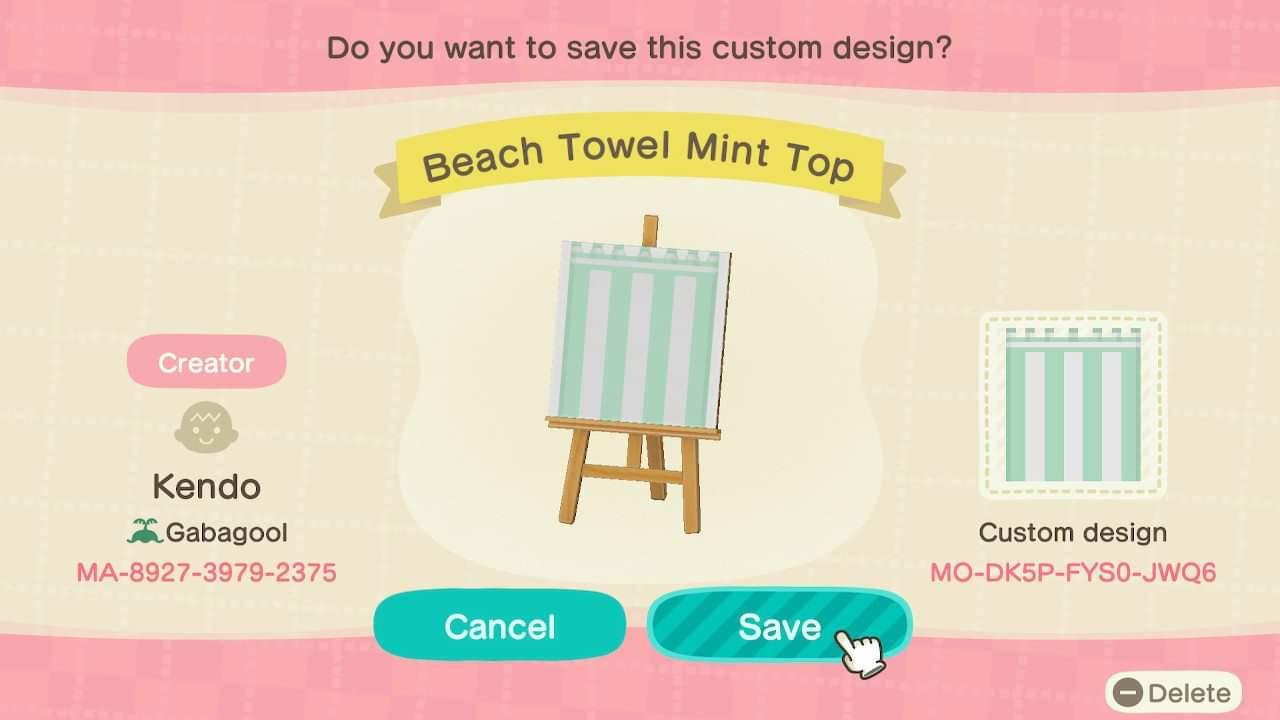 Do you want to save this custom design?
Beach Towel Mint Top
Creator
Kendo
Gabagool
MA-8927-3979-2375
Custom design
MO-DK5P-FYS0-JWQ6
Cancel
Save
Delete